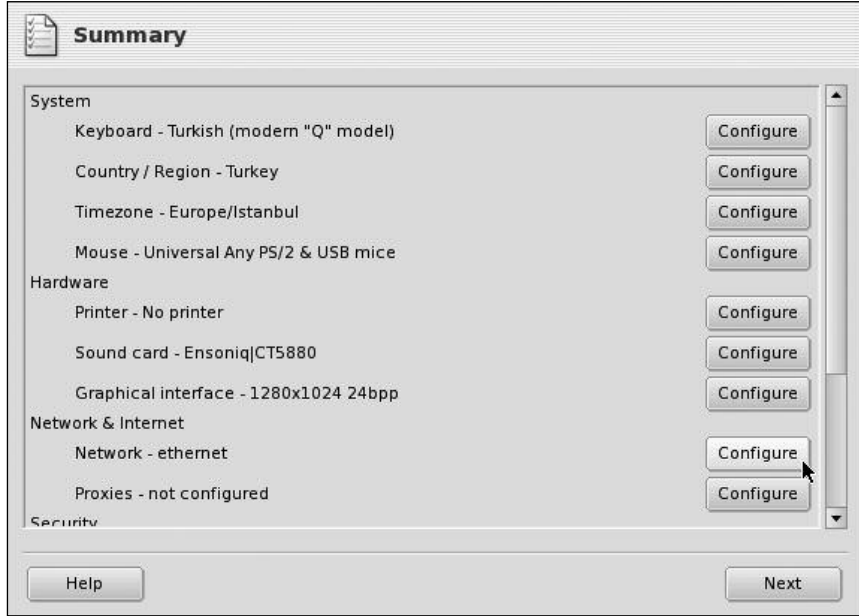 Summary
System
Keyboard - Turkish (modern "Q" model) Configure
Country / Region - Turkey Configure
Timezone - Europe/Istanbul Configure
Mouse - Universal Any PS/2 & USB mice Configure
Hardware
Printer - No printer Configure
Sound card - Ensoniq|CT5880 Configure
Graphical interface - 1280x1024 24bpp Configure
Network & Internet
Network - ethernet Configure
Proxies - not configured Configure
Security
Help Next